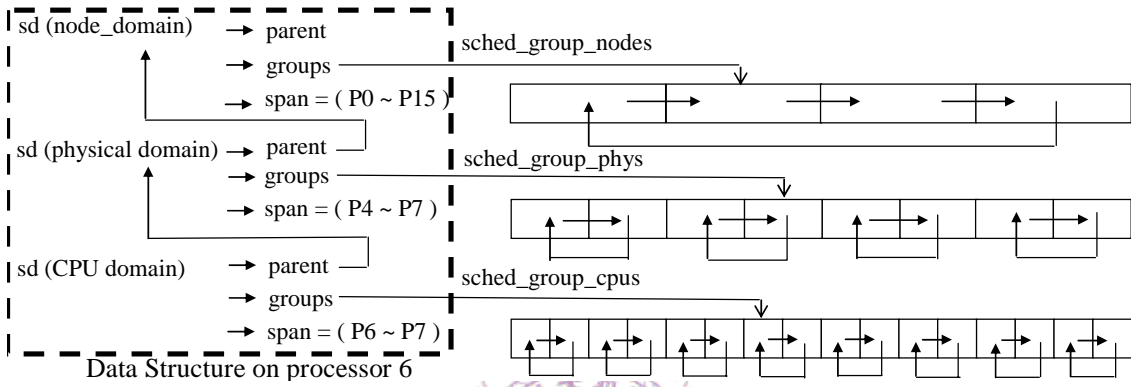 sd (node_domain)
parent
groups
span = ( P0 ~ P15 )
sd (physical domain)
parent
groups
span = ( P4 ~ P7 )
sd (CPU domain)
parent
groups
span = ( P6 ~ P7 )
Data Structure on processor 6
sched_group_nodes
sched_group_phys
sched_group_cpus